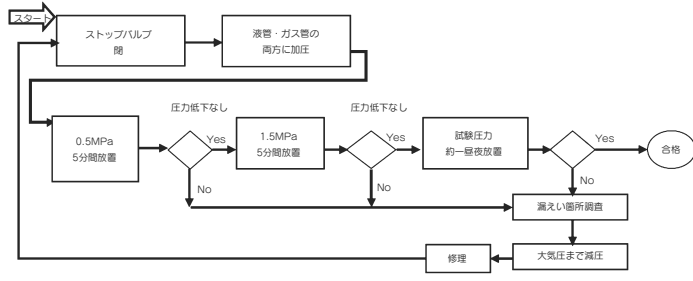 スタート
ストップバルブ
閉
液管・ガス管の
両方に加圧
圧力低下なし
圧力低下なし
0.5MPa
5分間放置
Yes
1.5MPa
5分間放置
Yes
試験圧力
約一昼夜放置
Yes
合格
No
No
No
漏えい箇所調査
修理
大気圧まで減圧